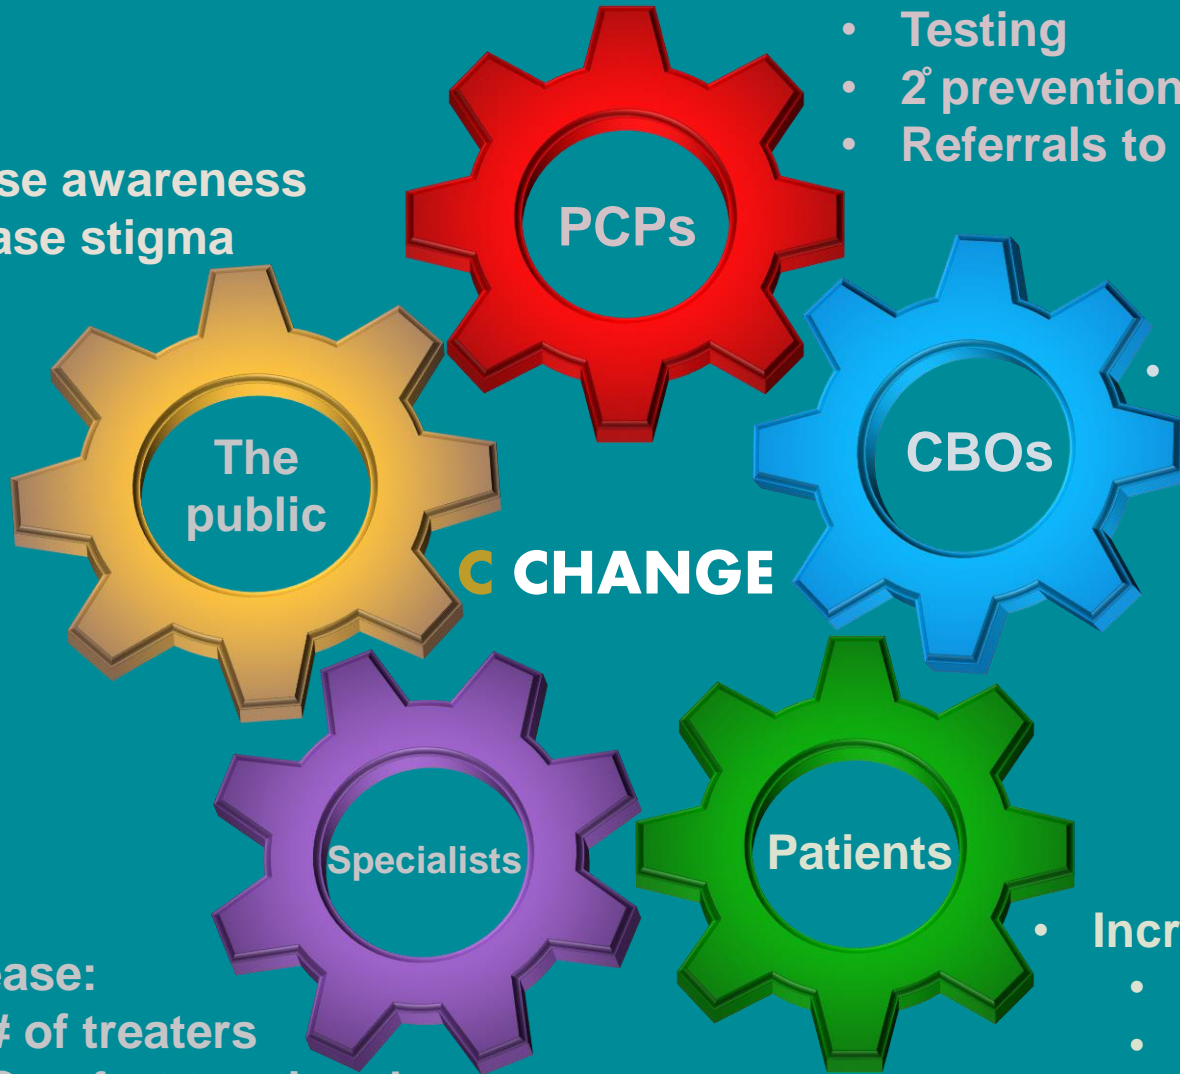 • Testing
• 2° prevention
• Referrals to
se awareness
ase stigma
PCPs
•
CBOs
The
public
C CHANGE
Specialists
Patients
• Incr
•
•
ease:
# of treaters